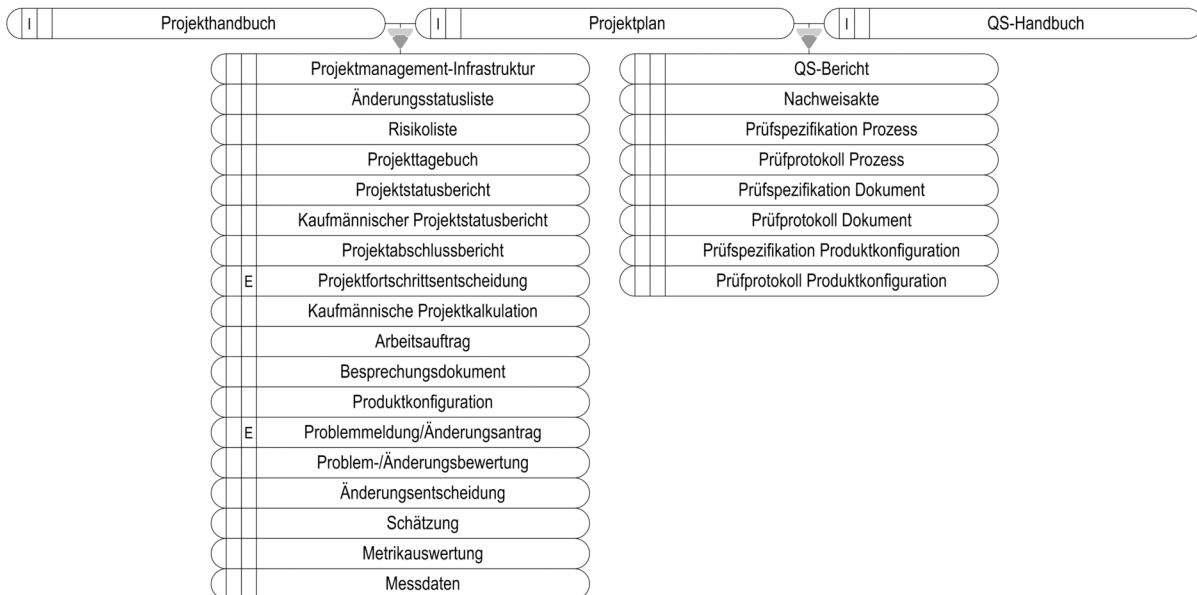 I Projekthandbuch
I Projektplan
I QS-Handbuch
Projektmanagement-Infrastruktur
Änderungsstatusliste
Risikoliste
Projekttagebuch
Projektstatusbericht
Kaufmännischer Projektstatusbericht
Projektabschlussbericht
E Projektfortschrittsentscheidung
Kaufmännische Projektkalkulation
Arbeitsauftrag
Besprechungsdokument
Produktkonfiguration
E Problemmeldung/Änderungsantrag
Problem-/Änderungsbewertung
Änderungsentscheidung
Schätzung
Metrikauswertung
Messdaten
QS-Bericht
Nachweisakte
Prüfspezifikation Prozess
Prüfprotokoll Prozess
Prüfspezifikation Dokument
Prüfprotokoll Dokument
Prüfspezifikation Produktkonfiguration
Prüfprotokoll Produktkonfiguration